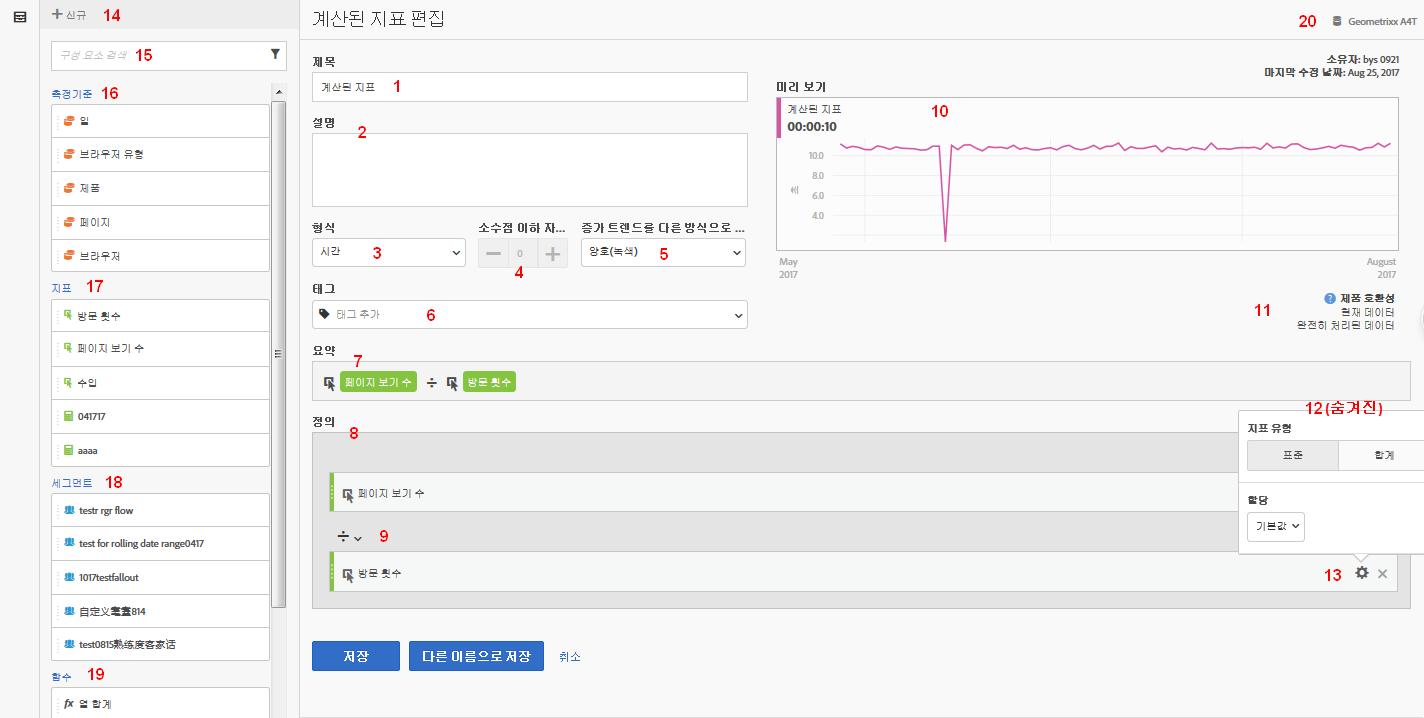 신규 14
구성 요소 검색 15
측정기준 16
일
브라우저 유형
제품
페이지
브라우저
지표 17
방문 횟수
페이지 보기 수
수입
041717
aaaa
세그먼트 18
testr rgr flow
test for rolling date range0417
1017testfallout
test0815熟练度客家话
함수 19
fx 열 합계
계산된 지표 편집
20 Geometrixx A4T
소유자: bys 0921
마지막 수정 날짜: Aug 25, 2017
제목
계산된 지표 1
설명
2
형식
시간 3
소수점 이하 자...
0
4
증가 트렌드를 다른 방식으로 ...
양호(녹색) 5
태그
태그 추가 6
미리 보기
계산된 지표 10
00:00:10
10.0
8.0
6.0
4.0
초
May
2017
August
2017
11
? 제품 호환성
현재 데이터
완전히 처리된 데이터
요약 7
페이지 보기 수 ÷ 방문 횟수
정의
8
페이지 보기 수
÷ 9
방문 횟수
12(숨겨진)
지표 유형
표준 합계
할당
기본값
13
저장 다른 이름으로 저장 취소